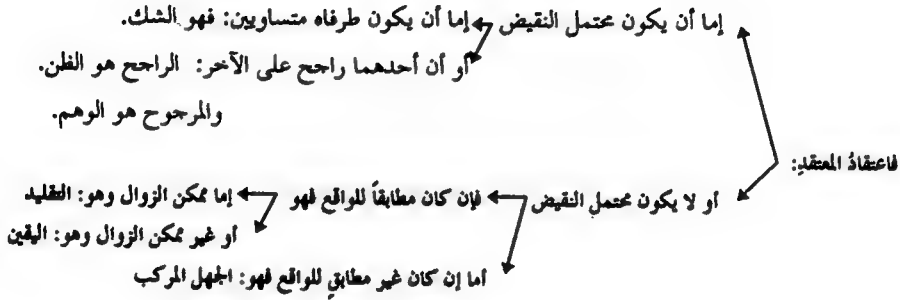 إما أن يكون محتمل النقيض إما أن يكون طرفاه متساويين: فهو الشك.
أو أن أحدهما راجح على الآخر: الراجح هو الظن.
والمرجوح هو الوهم.
فاعتقادُ المعتقدِ:
أو لا يكون محتملِ النقيض فإن كان مطابقاً للواقع فهو إما ممكن الزوال وهو: التقليد
أو غير ممكن الزوال وهو: اليقين
أما إن كان غير مطابقٍ للواقع فهو: الجهل المركب